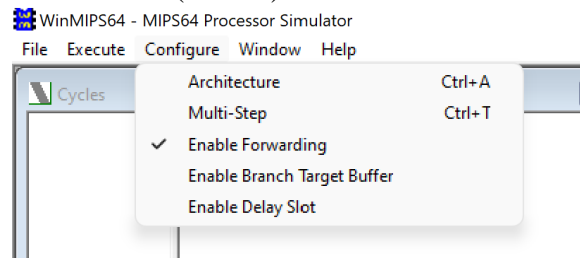 WinMIPS64 - MIPS64 Processor Simulator
File Execute Configure Window Help
Cycles
Architecture Ctrl+A
Multi-Step Ctrl+T
Enable Forwarding
Enable Branch Target Buffer
Enable Delay Slot